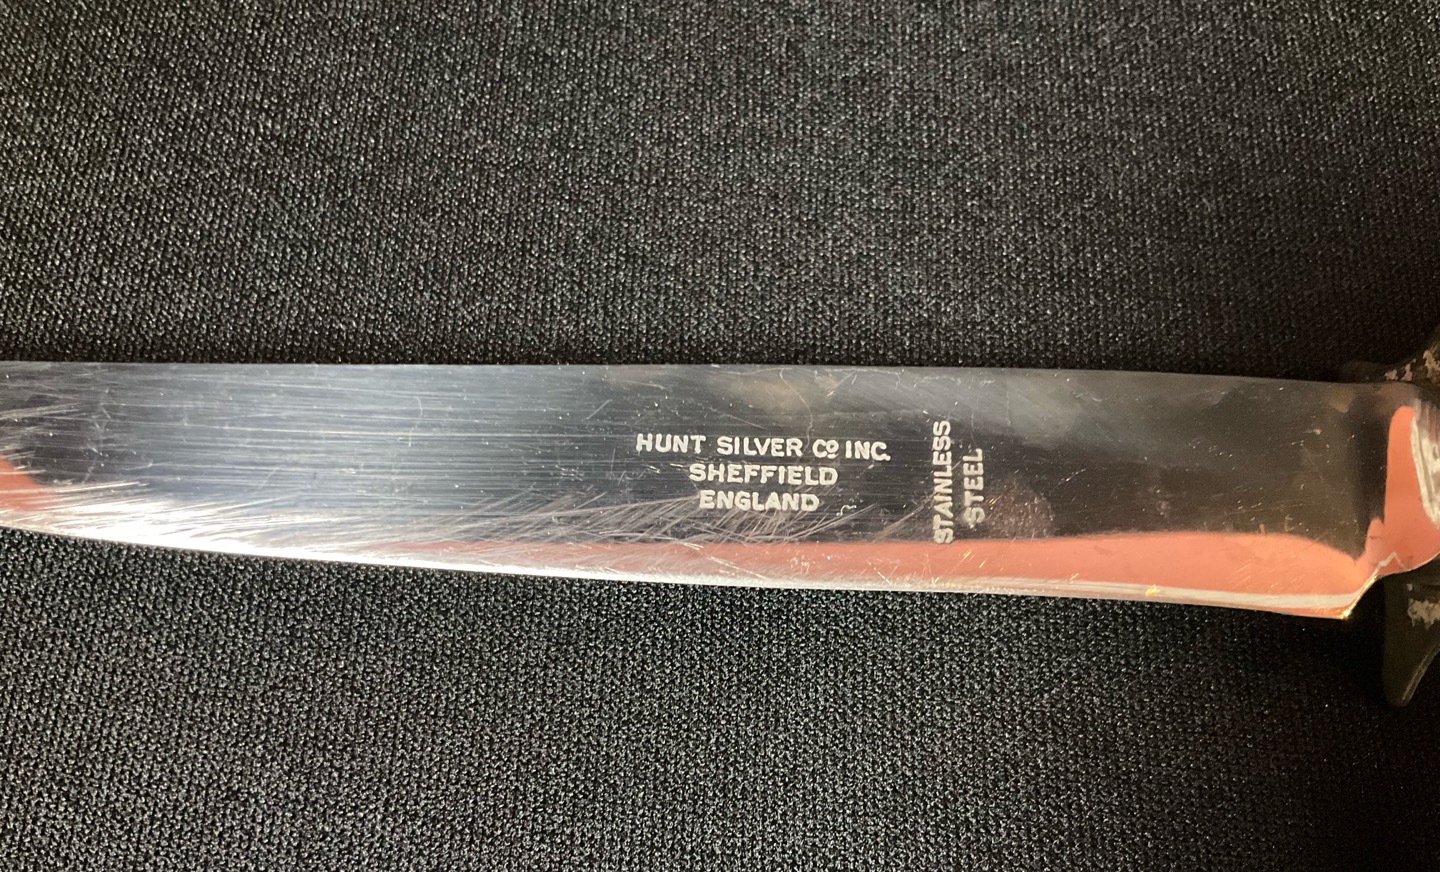 HUNT SILVER Cº INC.
SHEFFIELD
ENGLAND
STAINLESS
STEEL